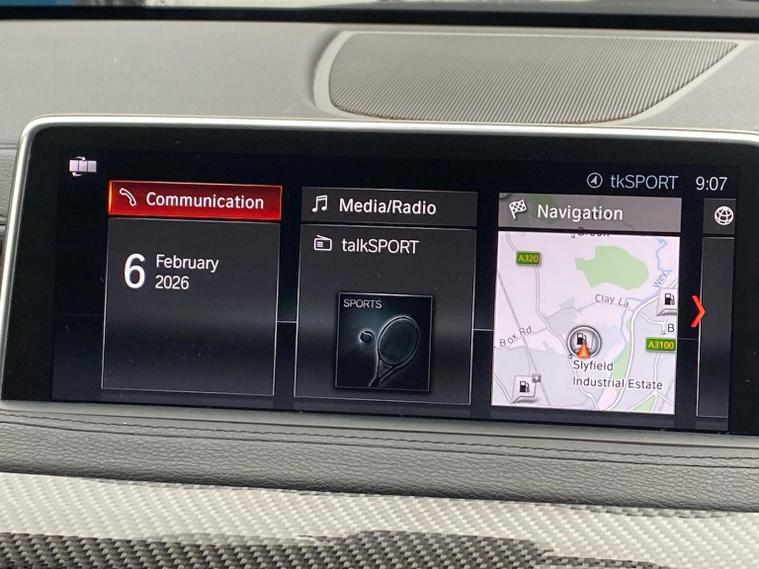 tkSPORT 9:07
Communication
6 February
2026
Media/Radio
talkSPORT
SPORTS
Navigation
A320
Wey
Clay La
Box Rd
B
A3100
Slyfield
Industrial Estate